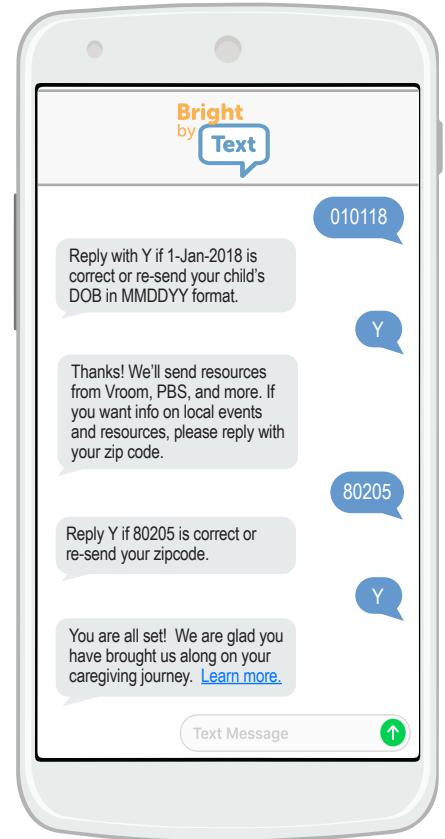 Bright
by
Text
010118
Reply with Y if 1-Jan-2018 is
correct or re-send your child's
DOB in MMDDYY format.
Y
Thanks! We'll send resources
from Vroom, PBS, and more. If
you want info on local events
and resources, please reply with
your zip code.
80205
Reply Y if 80205 is correct or
re-send your zipcode.
Y
You are all set!  We are glad you
have brought us along on your
caregiving journey.  Learn more.
Text Message